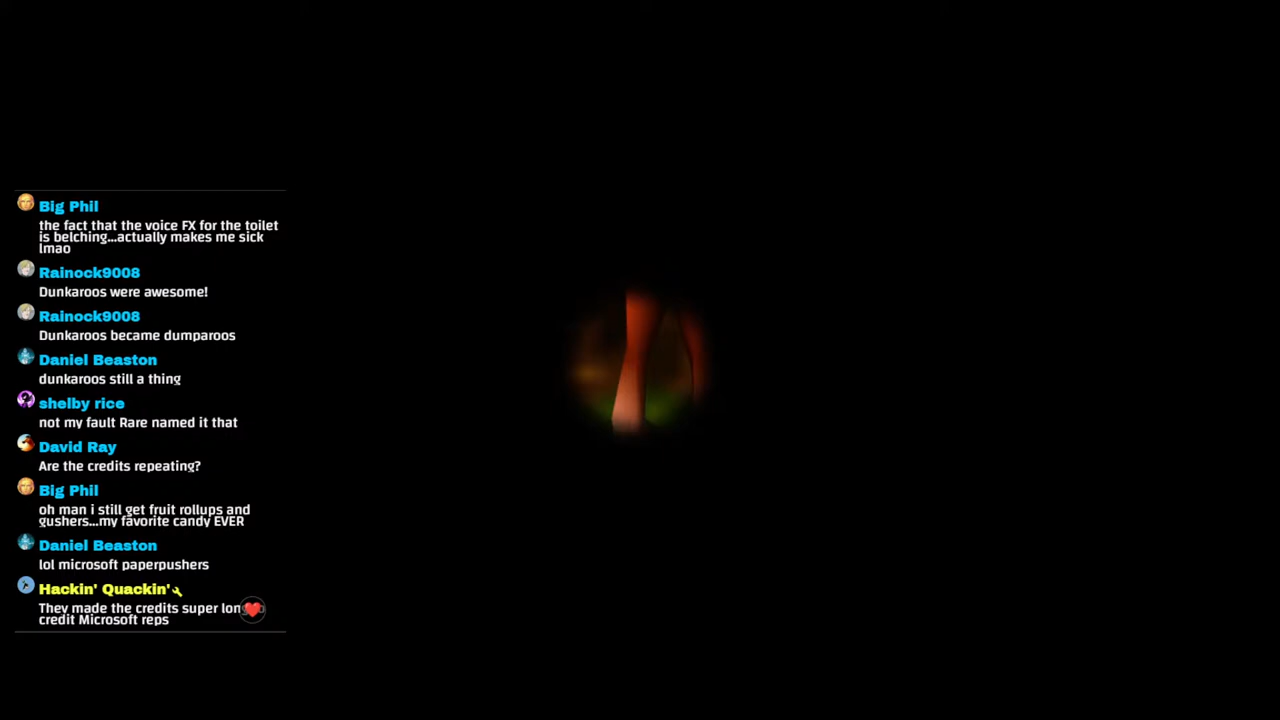 Big Phil
the fact that the voice FX for the toilet
is belching...actually makes me sick
lmao
Rainock9008
Dunkaroos were awesome!
Rainock9008
Dunkaroos became dumparoos
Daniel Beaston
dunkaroos still a thing
shelby rice
not my fault Rare named it that
David Ray
Are the credits repeating?
Big Phil
oh man i still get fruit rollups and
gushers...my favorite candy EVER
Daniel Beaston
lol microsoft paperpushers
Hackin' Quackin'
They made the credits super long
credit Microsoft reps